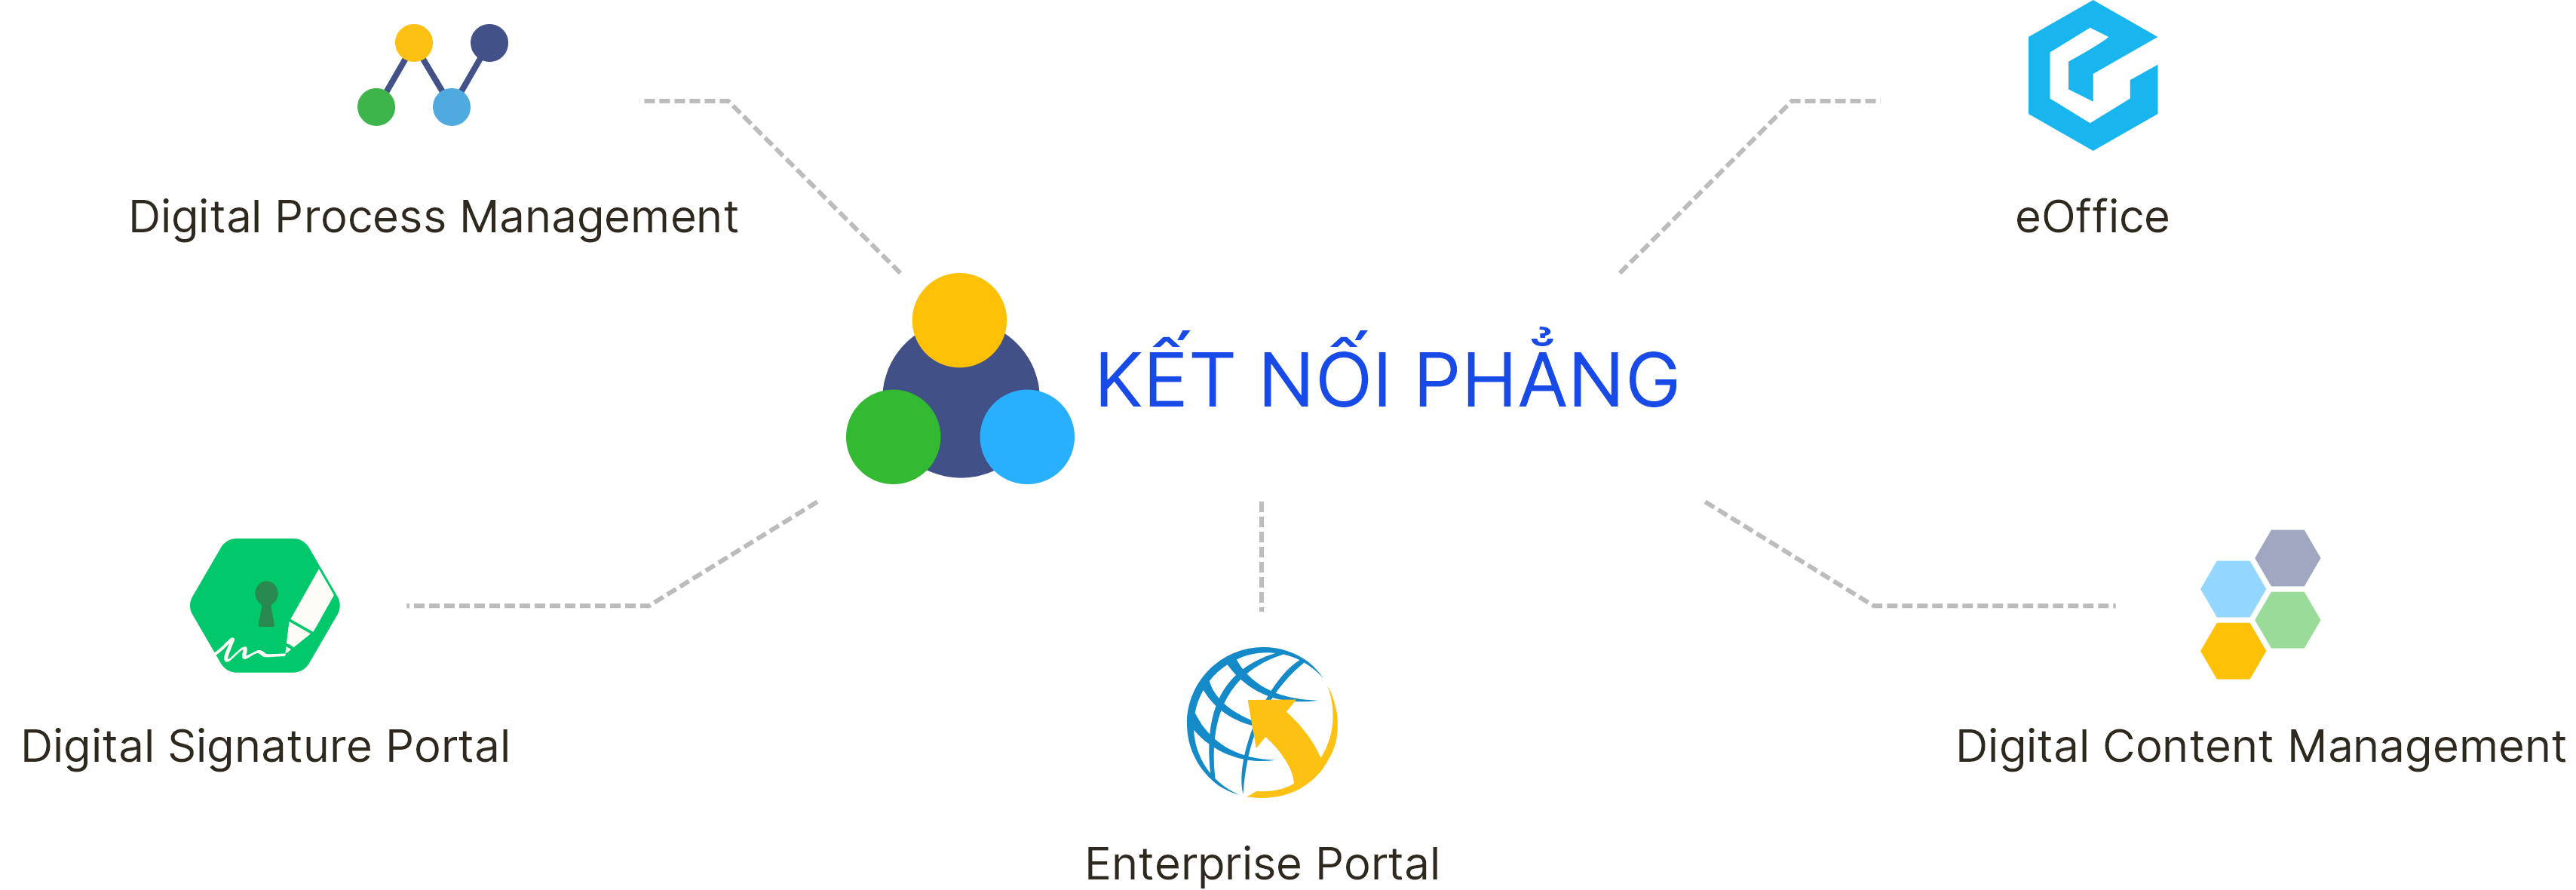 Digital Process Management
eOffice
KẾT NỐI PHẲNG
Digital Signature Portal
Digital Content Management
Enterprise Portal